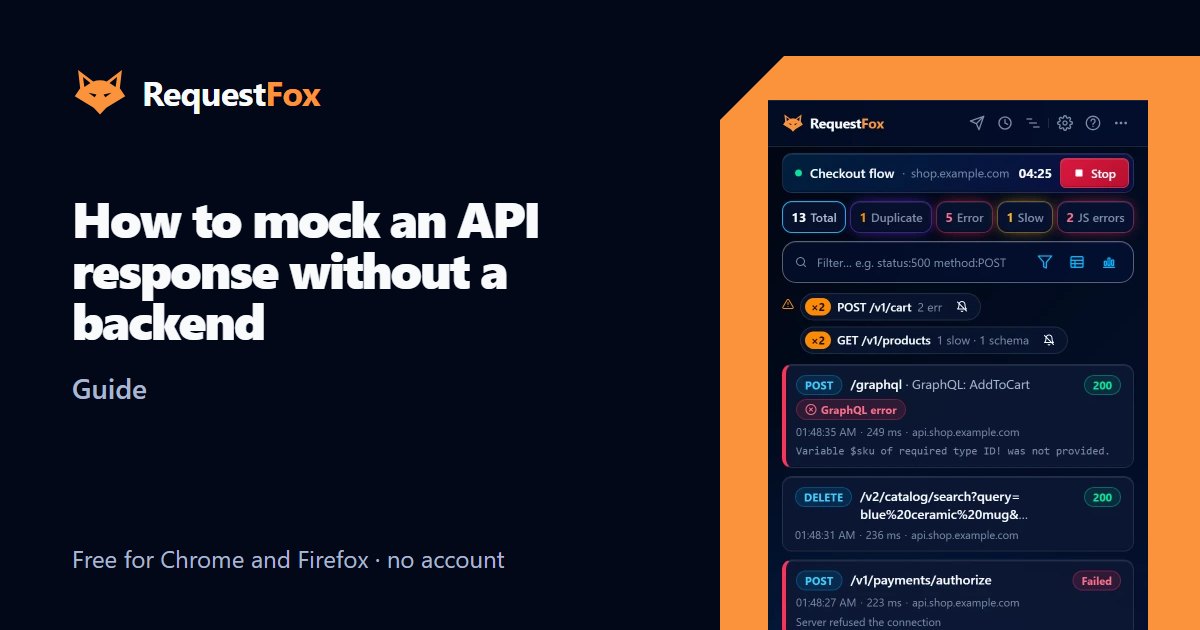 RequestFox
How to mock an API
response without a
backend
Guide
Free for Chrome and Firefox · no account
RequestFox
Checkout flow · shop.example.com 04:25 Stop
13 Total 1 Duplicate 5 Error 1 Slow 2 JS errors
Filter... e.g. status:500 method:POST
×2 POST /v1/cart 2 err
×2 GET /v1/products 1 slow · 1 schema
POST /graphql · GraphQL: AddToCart 200
GraphQL error
01:48:35 AM · 249 ms · api.shop.example.com
Variable $sku of required type ID! was not provided.
DELETE /v2/catalog/search?query= 200
blue%20ceramic%20mug&...
01:48:31 AM · 236 ms · api.shop.example.com
POST /v1/payments/authorize Failed
01:48:27 AM · 223 ms · api.shop.example.com
Server refused the connection